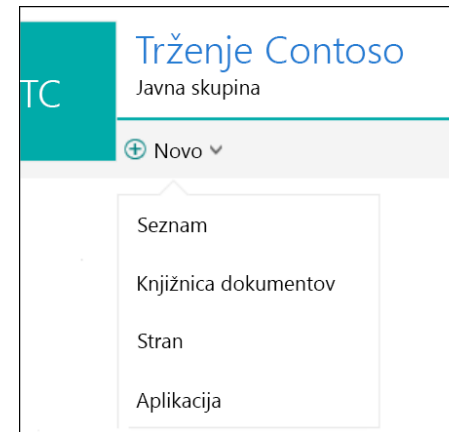 TC
Trženje Contoso
Javna skupina
Novo
Seznam
Knjižnica dokumentov
Stran
Aplikacija